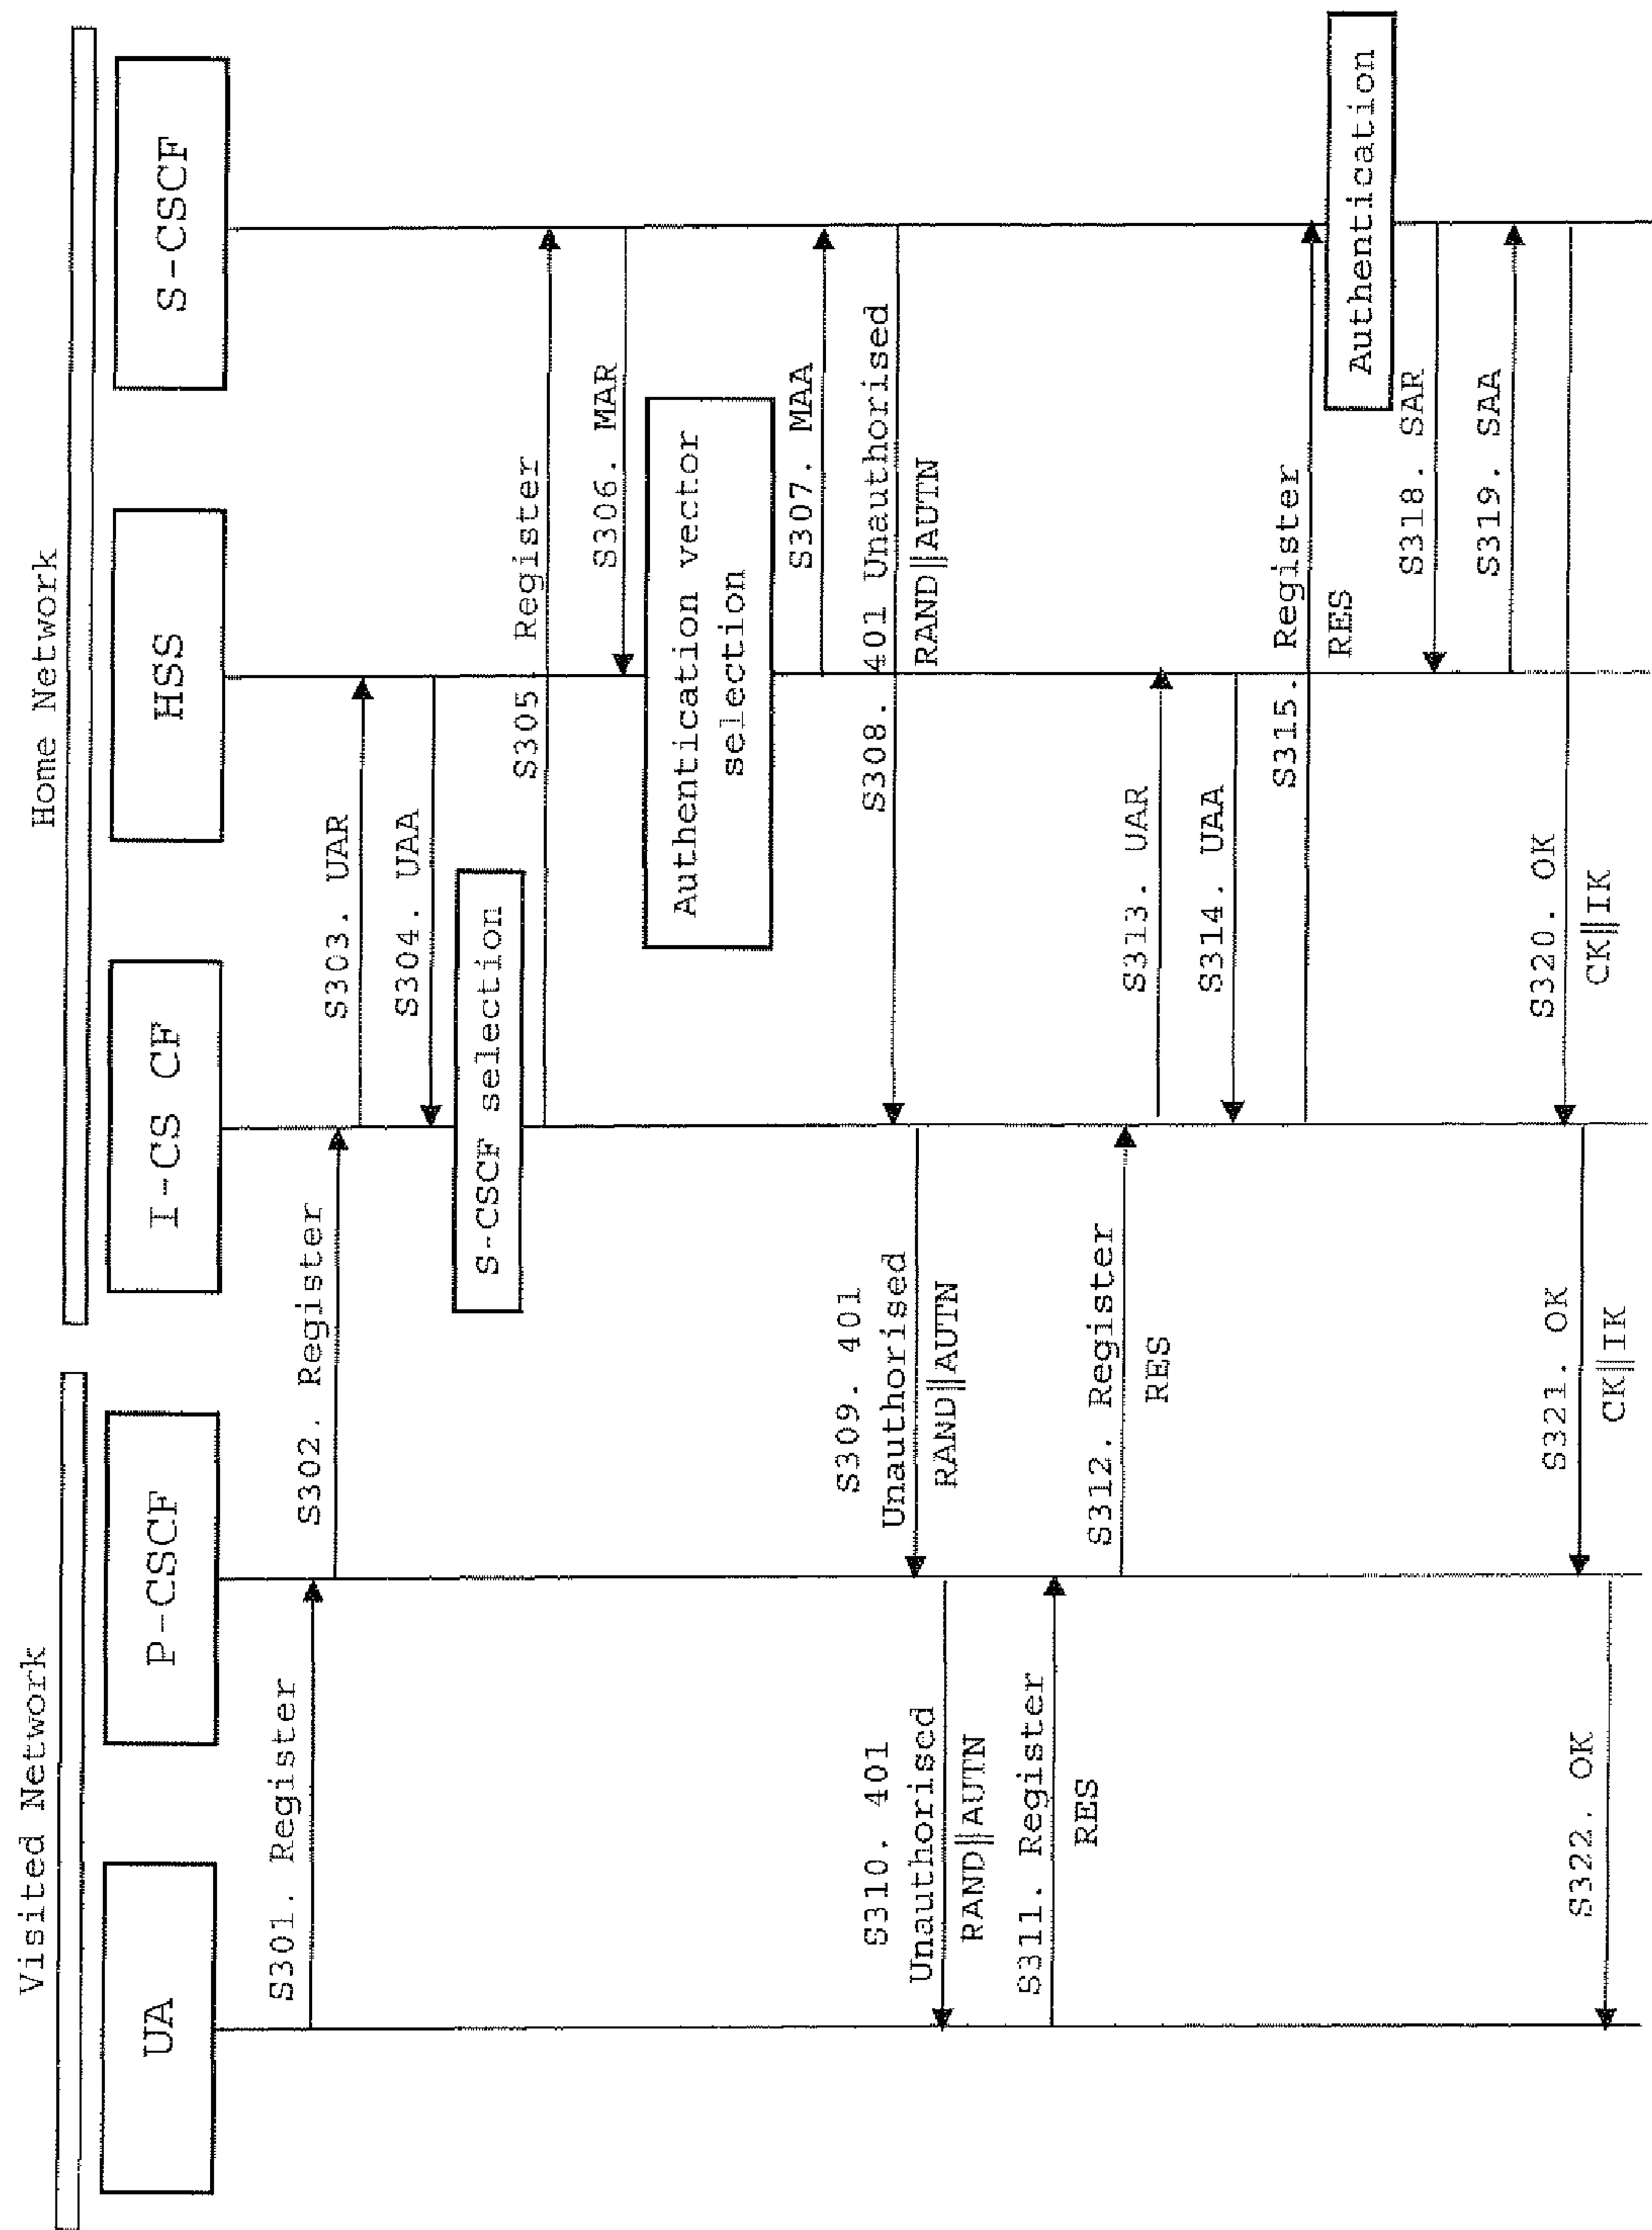 Visited Network
Home Network
UA
P-CSCF
I-CS CF
HSS
S-CSCF
S301. Register
S302. Register
S303. UAR
S304. UAA
S-CSCF selection
S305 Register
S306. MAR
Authentication vector
selection
S307. MAA
S308. 401 Unauthorised
RAND||AUTN
S309. 401
Unauthorised
RAND||AUTN
S310. 401
Unauthorised
RAND||AUTN
S311. Register
RES
S312. Register
RES
S313. UAR
S314. UAA
S315. Register
RES
Authentication
S318. SAR
S319. SAA
S320. OK
CK||IK
S321. OK
CK||IK
S322. OK